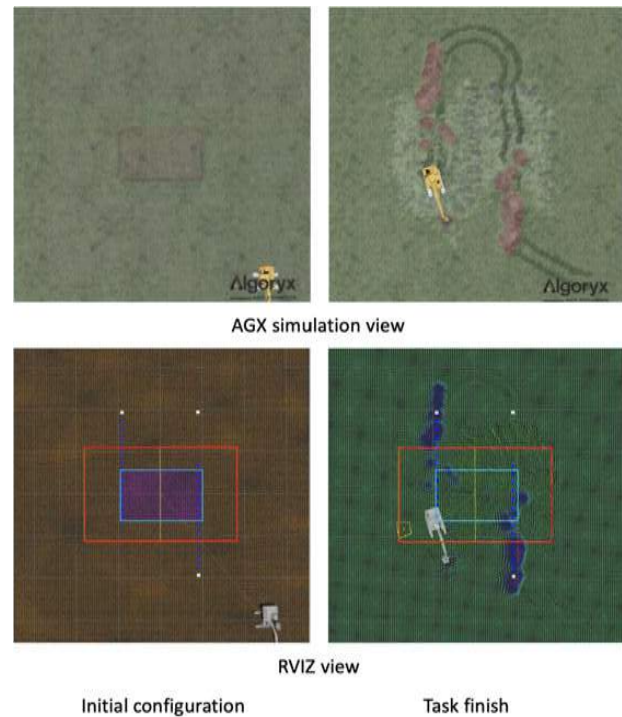 Algoryx
Algoryx
AGX simulation view
RVIZ view
Initial configuration
Task finish